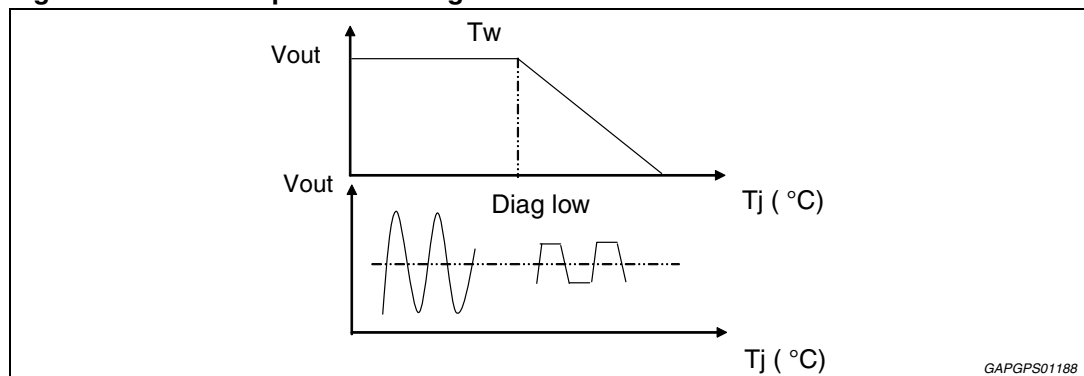 Tw
Vout
Tj ( °C)
Vout
Diag low
Tj ( °C)
GAPGPS01188